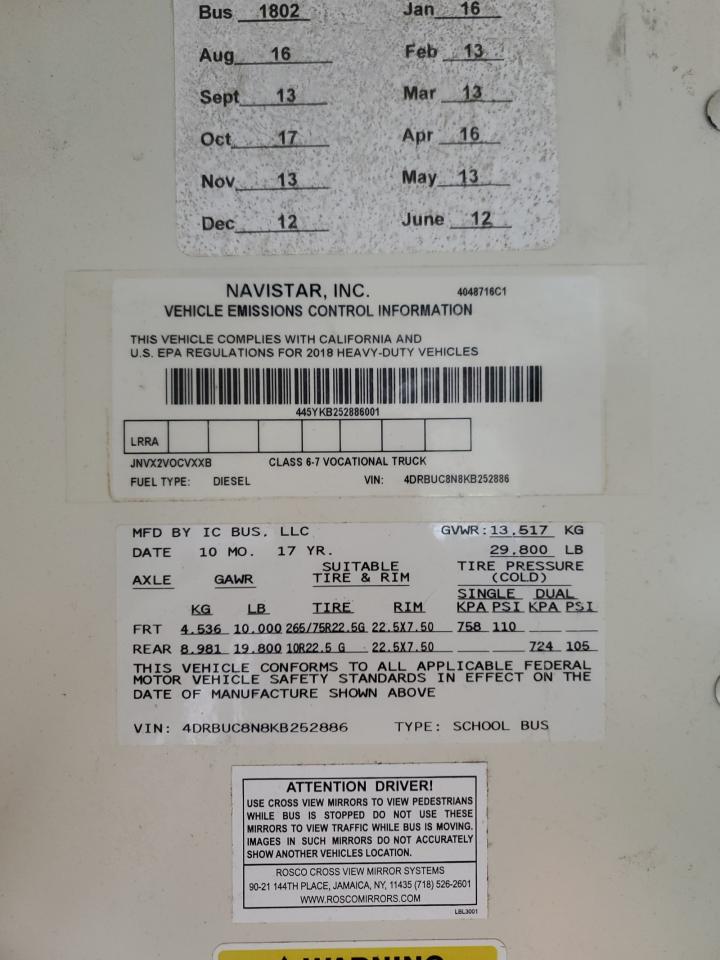 Bus 1802 Jan 16
Aug 16 Feb 13
Sept 13 Mar 13
Oct 17 Apr 16
Nov 13 May 13
Dec 12 June 12
NAVISTAR, INC. 4048716C1
VEHICLE EMISSIONS CONTROL INFORMATION
THIS VEHICLE COMPLIES WITH CALIFORNIA AND
U.S. EPA REGULATIONS FOR 2018 HEAVY-DUTY VEHICLES
445YKB252886001
LRRA
JNVX2VOCVXXB CLASS 6-7 VOCATIONAL TRUCK
FUEL TYPE: DIESEL VIN: 4DRBUC8N8KB252886
MFD BY IC BUS, LLC GVWR: 13,517 KG
DATE 10 MO. 17 YR. 29,800 LB
SUITABLE TIRE PRESSURE
AXLE GAWR TIRE & RIM (COLD)
SINGLE DUAL
KG LB TIRE RIM KPA PSI KPA PSI
FRT 4,536 10,000 265/75R22.5G 22.5X7.50 758 110
REAR 8,981 19,800 10R22.5 G 22.5X7.50 724 105
THIS VEHICLE CONFORMS TO ALL APPLICABLE FEDERAL
MOTOR VEHICLE SAFETY STANDARDS IN EFFECT ON THE
DATE OF MANUFACTURE SHOWN ABOVE
VIN: 4DRBUC8N8KB252886 TYPE: SCHOOL BUS
ATTENTION DRIVER!
USE CROSS VIEW MIRRORS TO VIEW PEDESTRIANS
WHILE BUS IS STOPPED DO NOT USE THESE
MIRRORS TO VIEW TRAFFIC WHILE BUS IS MOVING.
IMAGES IN SUCH MIRRORS DO NOT ACCURATELY
SHOW ANOTHER VEHICLES LOCATION.
ROSCO CROSS VIEW MIRROR SYSTEMS
90-21 144TH PLACE, JAMAICA, NY, 11435 (718) 526-2601
WWW.ROSCOMIRRORS.COM
LBL3001
WARNING